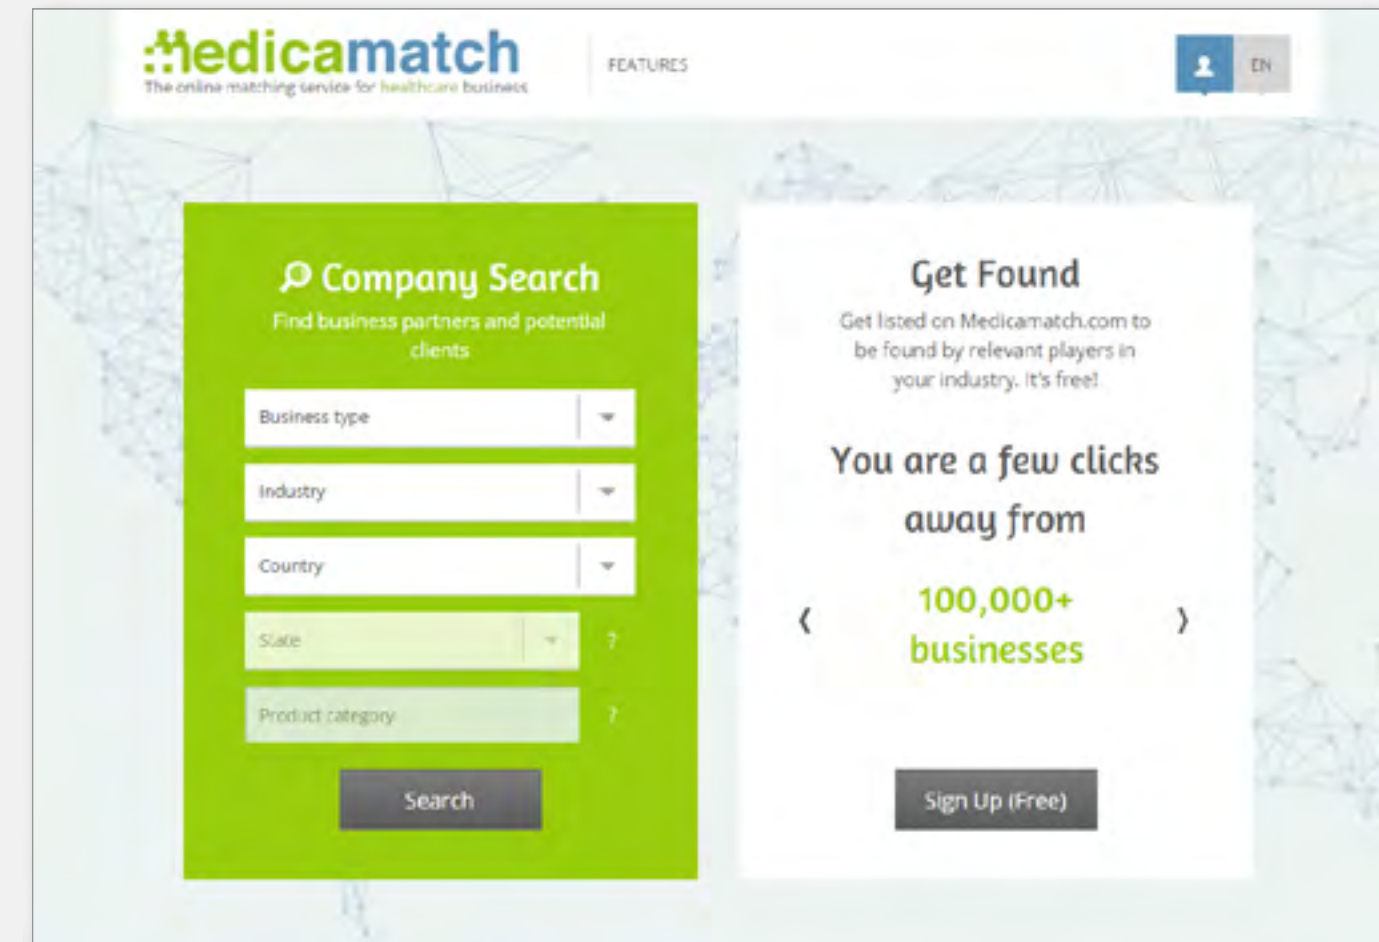 Medicamatch
The online matching service for healthcare business
FEATURES
EN
Company Search
Find business partners and potential
clients
Business type
Industry
Country
State
?
Product category
?
Search
Get Found
Get listed on Medicamatch.com to
be found by relevant players in
your industry. It's free!
You are a few clicks
away from
100,000+
businesses
Sign Up (Free)